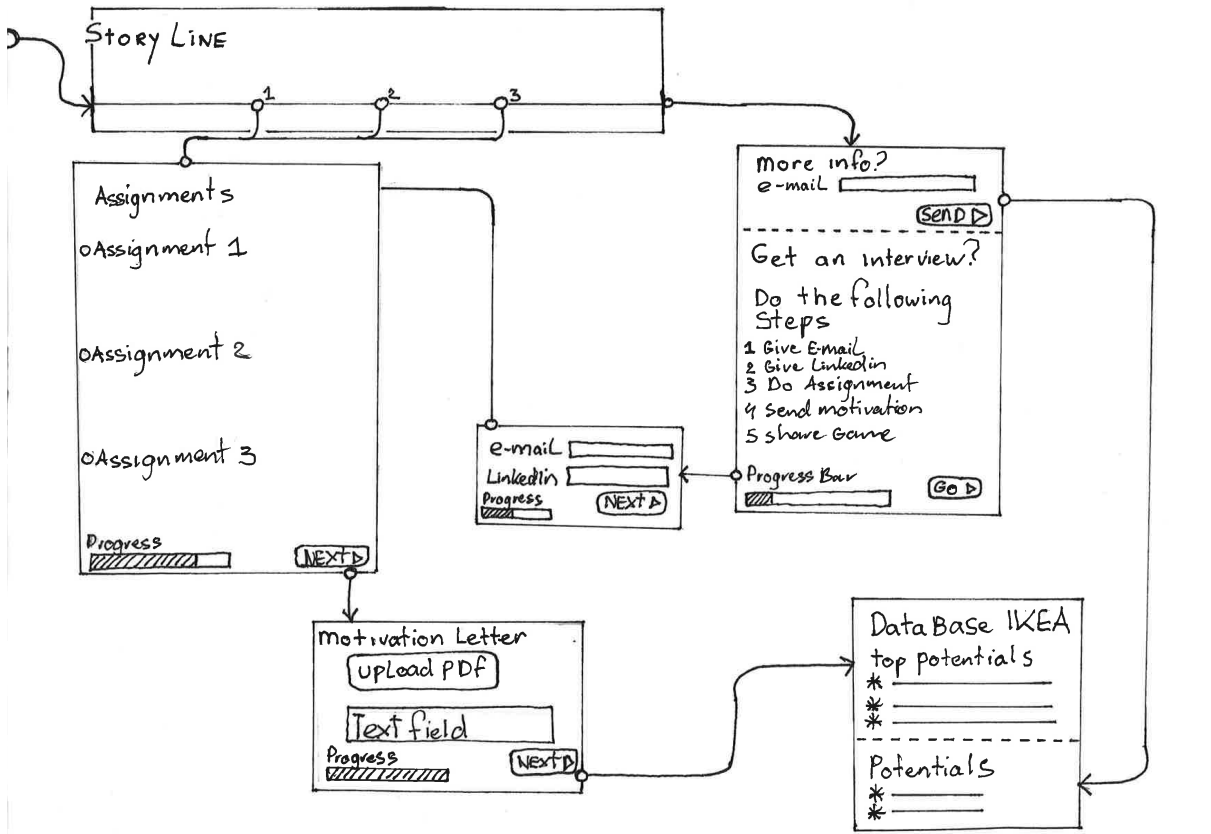 Story Line
1 2 3
Assignments
oAssignment 1
oAssignment 2
oAssignment 3
Progress
NEXT
more info?
e-mail
SEND
Get an interview?
Do the following
Steps
1 Give E-mail
2 Give Linkedin
3 Do Assignment
4 Send motivation
5 Share Game
Progress Bar
GO
e-mail
Linkedin
Progress
NEXT
Motivation Letter
upload PDf
Text field
Progress
NEXT
DataBase IKEA
top potentials
Potentials